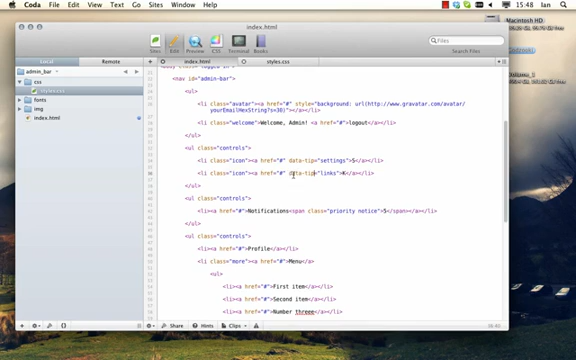 Coda File Edit View Text Go Sites Window Help 15:48 Ian
index.html
Macintosh HD
Sites Edit Preview CSS Terminal Books
Files
Search Files
Local Remote
index.html
styles.css
admin_bar
css
styles.css
fonts
img
index.html
<nav id="admin-bar">
<ul>
<li class="avatar"><a href="#" style="background: url(http://www.gravatar.com/avatar/
yourEmailHexString?s=30)"></a></li>
<li class="welcome">Welcome, Admin! <a href="#">logout</a></li>
</ul>
<ul class="controls">
<li class="icon"><a href="#" data-tip="settings">S</a></li>
<li class="icon"><a href="#" data-tip="links">K</a></li>
</ul>
<ul class="controls">
<li><a href="#">Notifications<span class="priority notice">5</span></a></li>
</ul>
<ul class="controls">
<li><a href="#">Profile</a></li>
<li class="more"><a href="#">Menu</a>
<ul>
<li><a href="#">First item</a></li>
<li><a href="#">Second item</a></li>
<li><a href="#">Number threee</a></li>
Share Hints Clips